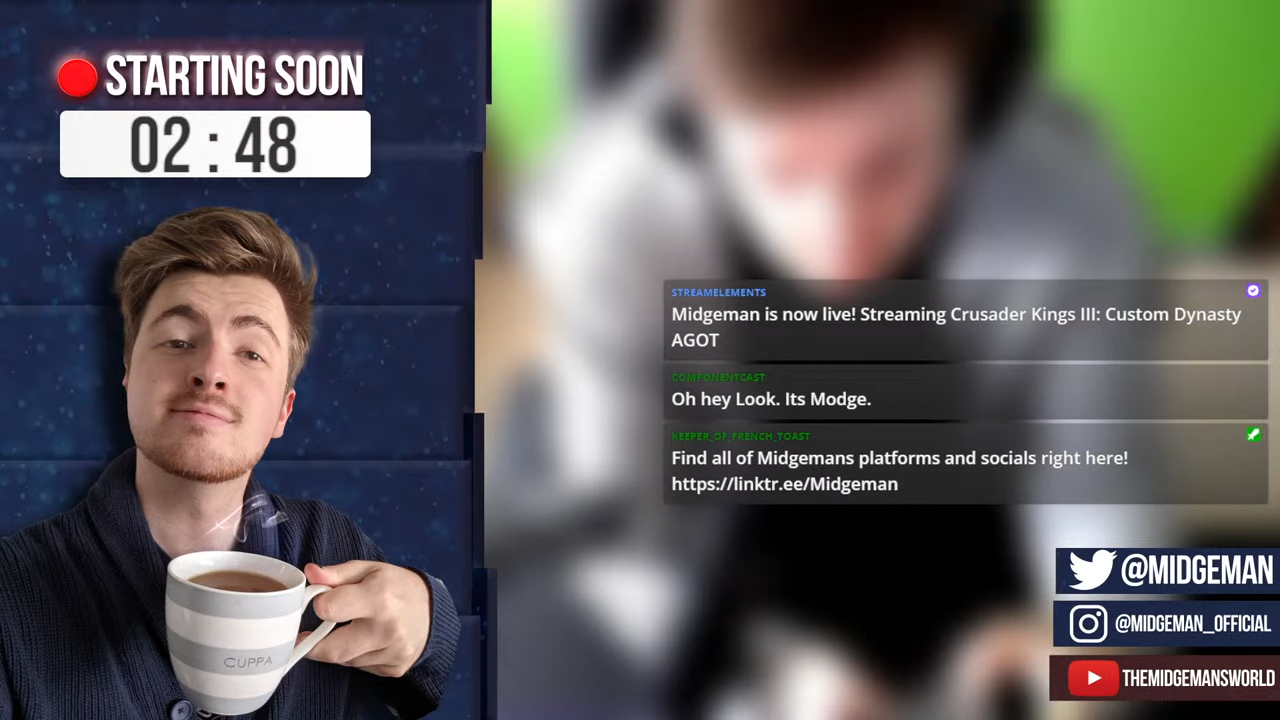 STARTING SOON
02 : 48
STREAMELEMENTS
Midgeman is now live! Streaming Crusader Kings III: Custom Dynasty
AGOT
COMPONENTCAST
Oh hey Look. Its Modge.
KEEPER_OF_FRENCH_TOAST
Find all of Midgemans platforms and socials right here!
https://linktr.ee/Midgeman
CUPPA
@MIDGEMAN
@MIDGEMAN_OFFICIAL
THEMIDGEMANSWORLD